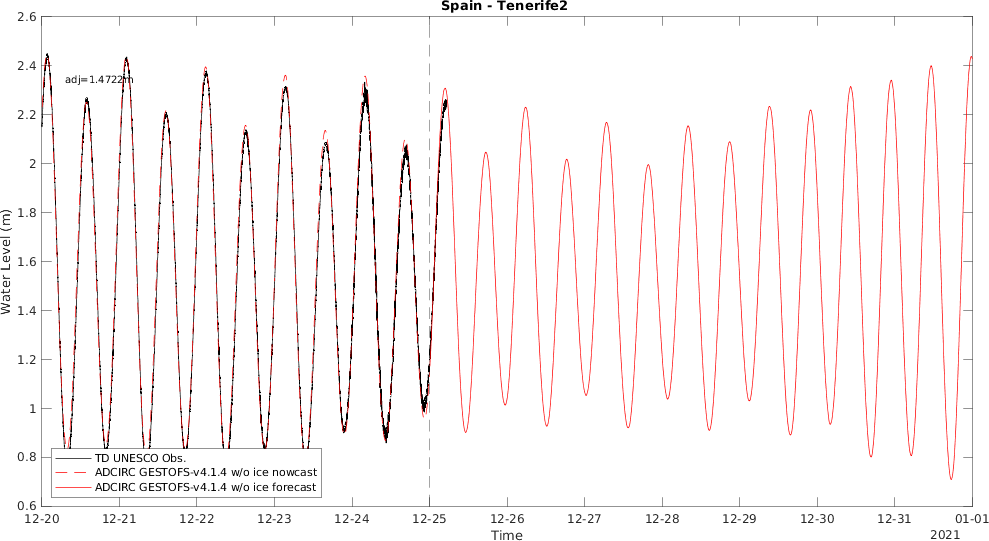 Spain - Tenerife2
2.6
2.4
2.2
2
1.8
1.6
1.4
1.2
1
0.8
0.6
Water Level (m)
adj=1.4722m
TD UNESCO Obs.
ADCIRC GESTOFS-v4.1.4 w/o ice nowcast
ADCIRC GESTOFS-v4.1.4 w/o ice forecast
12-20 12-21 12-22 12-23 12-24 12-25 12-26 12-27 12-28 12-29 12-30 12-31 01-01
Time
2021